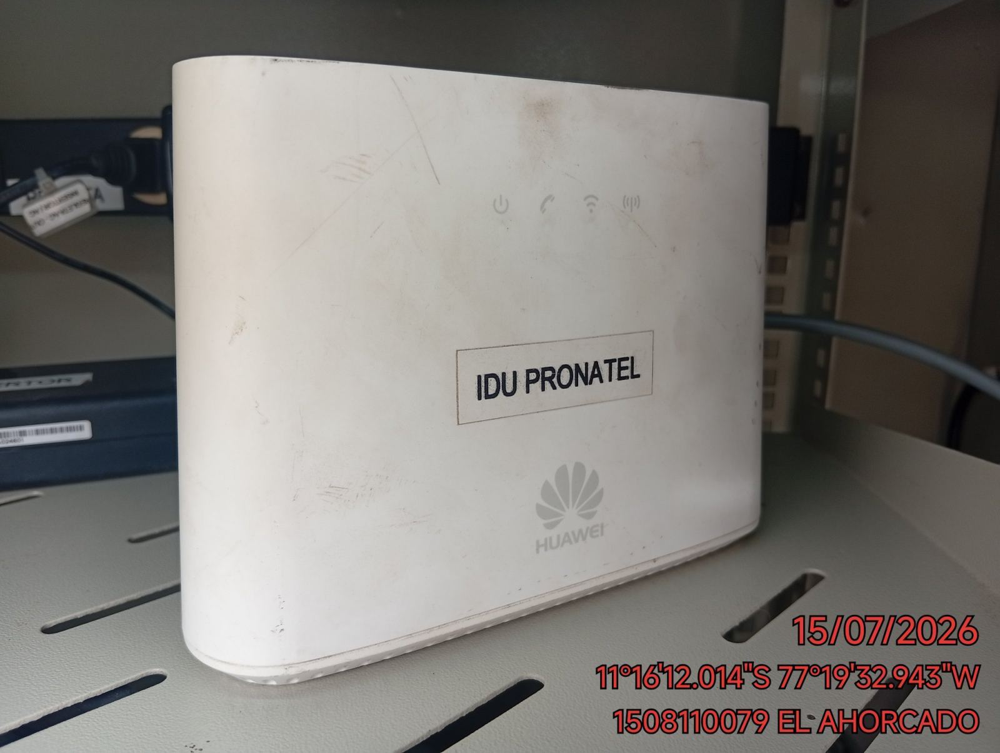 IDU PRONATEL
HUAWEI
15/07/2026
11°16'12.014"S 77°19'32.943"W
1508110079 EL AHORCADO